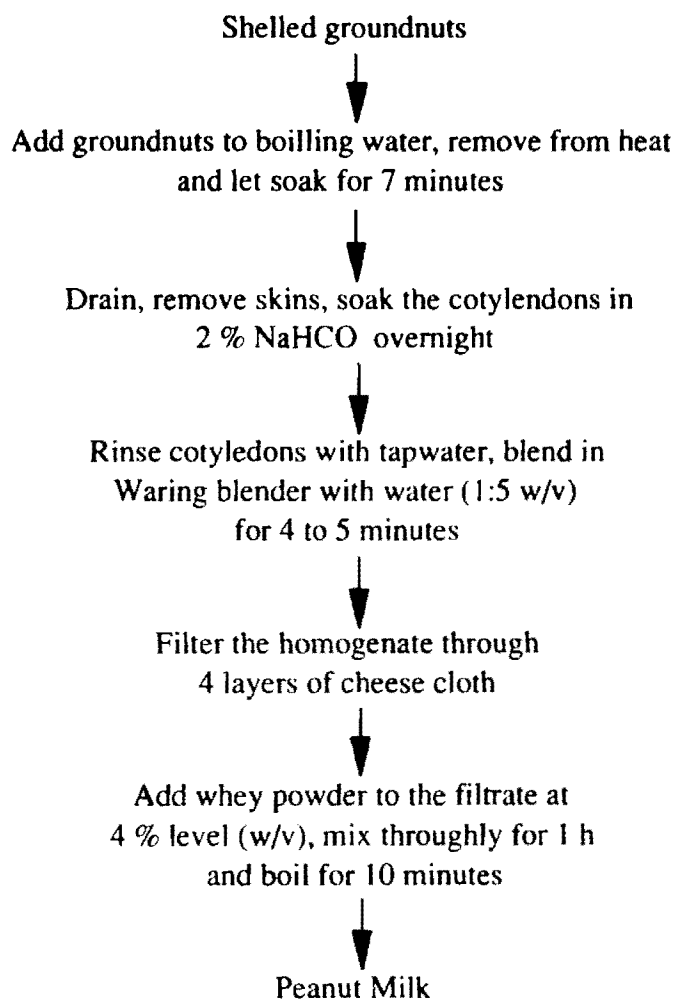 Shelled groundnuts
Add groundnuts to boilling water, remove from heat
and let soak for 7 minutes
Drain, remove skins, soak the cotylendons in
2 % NaHCO overnight
Rinse cotyledons with tapwater, blend in
Waring blender with water (1:5 w/v)
for 4 to 5 minutes
Filter the homogenate through
4 layers of cheese cloth
Add whey powder to the filtrate at
4 % level (w/v), mix throughly for 1 h
and boil for 10 minutes
Peanut Milk